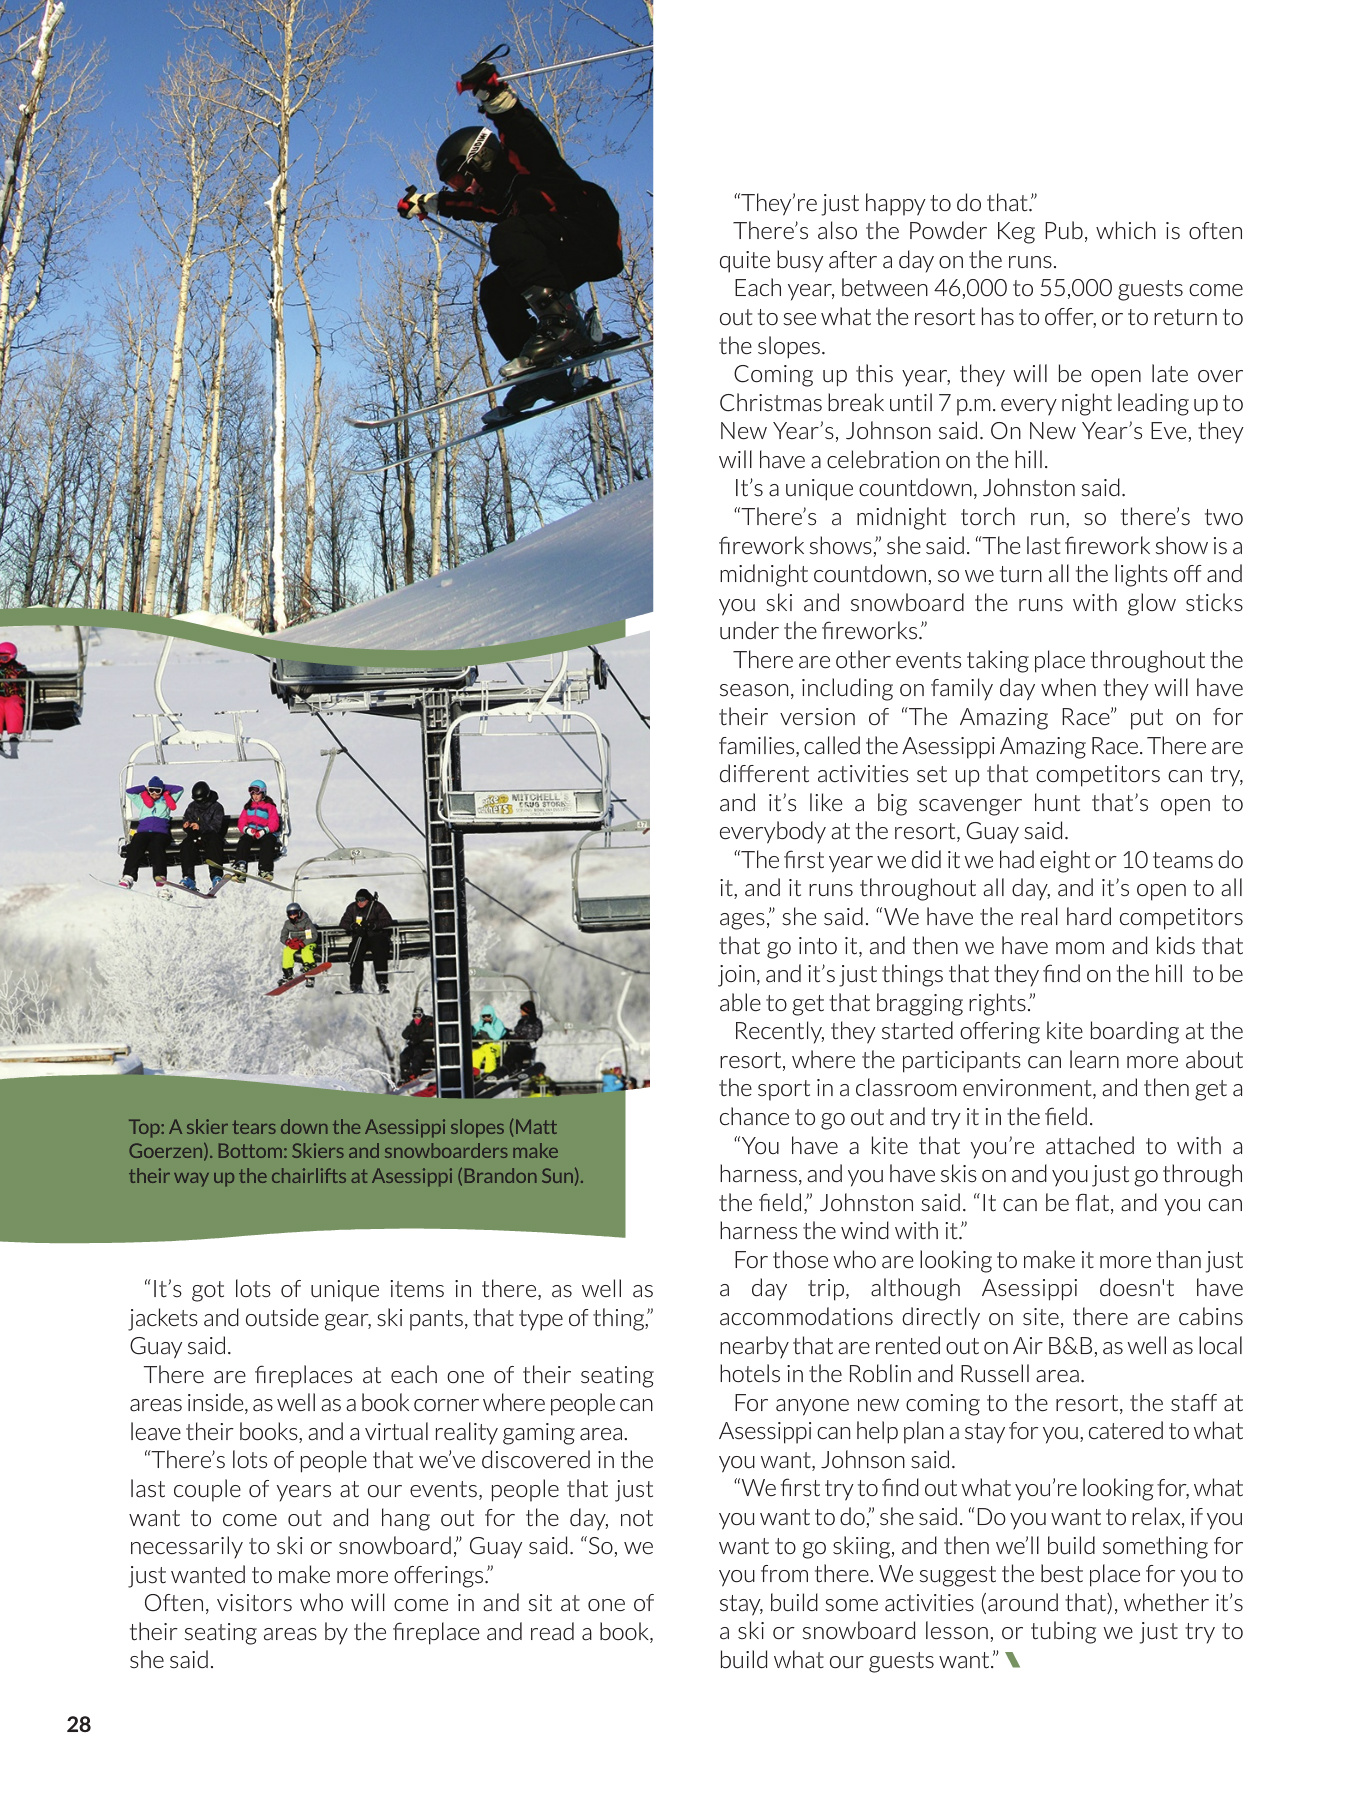 MITCHELL'S
DRUG STORE
62
47
Top: A skier tears down the Asessippi slopes (Matt
Goerzen). Bottom: Skiers and snowboarders make
their way up the chairlifts at Asessippi (Brandon Sun).
“It’s got lots of unique items in there, as well as
jackets and outside gear, ski pants, that type of thing,”
Guay said.
There are fireplaces at each one of their seating
areas inside, as well as a book corner where people can
leave their books, and a virtual reality gaming area.
“There’s lots of people that we’ve discovered in the
last couple of years at our events, people that just
want to come out and hang out for the day, not
necessarily to ski or snowboard,” Guay said. “So, we
just wanted to make more offerings.”
Often, visitors who will come in and sit at one of
their seating areas by the fireplace and read a book,
she said.
“They’re just happy to do that.”
There’s also the Powder Keg Pub, which is often
quite busy after a day on the runs.
Each year, between 46,000 to 55,000 guests come
out to see what the resort has to offer, or to return to
the slopes.
Coming up this year, they will be open late over
Christmas break until 7 p.m. every night leading up to
New Year’s, Johnson said. On New Year’s Eve, they
will have a celebration on the hill.
It’s a unique countdown, Johnston said.
“There’s a midnight torch run, so there’s two
firework shows,” she said. “The last firework show is a
midnight countdown, so we turn all the lights off and
you ski and snowboard the runs with glow sticks
under the fireworks.”
There are other events taking place throughout the
season, including on family day when they will have
their version of “The Amazing Race” put on for
families, called the Asessippi Amazing Race. There are
different activities set up that competitors can try,
and it’s like a big scavenger hunt that’s open to
everybody at the resort, Guay said.
“The first year we did it we had eight or 10 teams do
it, and it runs throughout all day, and it’s open to all
ages,” she said. “We have the real hard competitors
that go into it, and then we have mom and kids that
join, and it’s just things that they find on the hill to be
able to get that bragging rights.”
Recently, they started offering kite boarding at the
resort, where the participants can learn more about
the sport in a classroom environment, and then get a
chance to go out and try it in the field.
“You have a kite that you’re attached to with a
harness, and you have skis on and you just go through
the field,” Johnston said. “It can be flat, and you can
harness the wind with it.”
For those who are looking to make it more than just
a day trip, although Asessippi doesn't have
accommodations directly on site, there are cabins
nearby that are rented out on Air B&B, as well as local
hotels in the Roblin and Russell area.
For anyone new coming to the resort, the staff at
Asessippi can help plan a stay for you, catered to what
you want, Johnson said.
“We first try to find out what you’re looking for, what
you want to do,” she said. “Do you want to relax, if you
want to go skiing, and then we’ll build something for
you from there. We suggest the best place for you to
stay, build some activities (around that), whether it’s
a ski or snowboard lesson, or tubing we just try to
build what our guests want.”
28